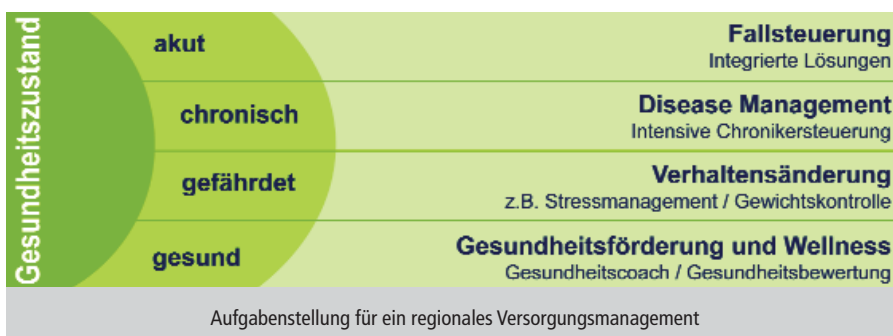 Gesundheitszustand
akut
Fallsteuerung
Integrierte Lösungen
chronisch
Disease Management
Intensive Chronikersteuerung
gefährdet
Verhaltensänderung
z.B. Stressmanagement / Gewichtskontrolle
gesund
Gesundheitsförderung und Wellness
Gesundheitscoach / Gesundheitsbewertung
Aufgabenstellung für ein regionales Versorgungsmanagement